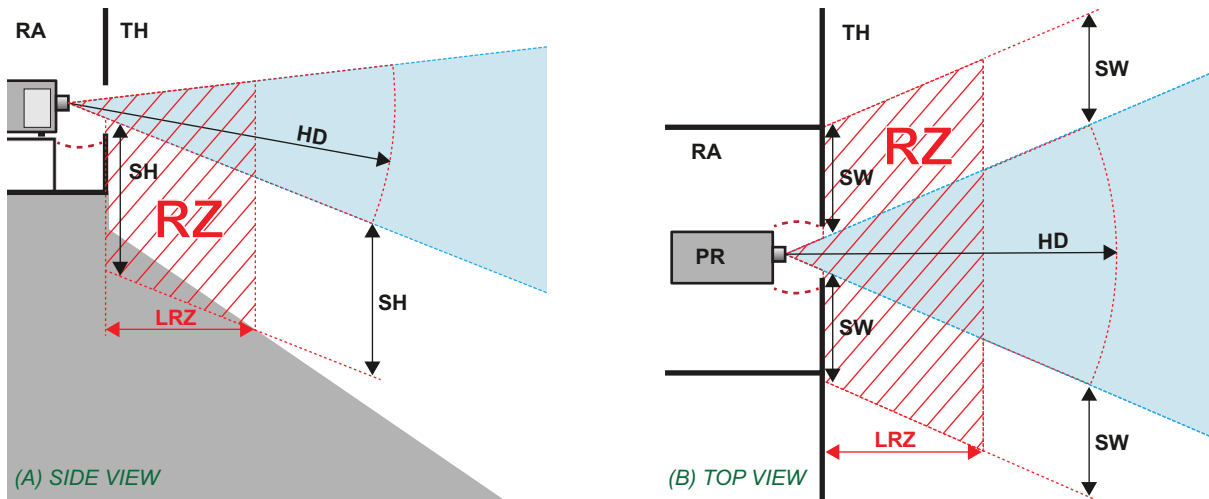 RA
TH
HD
SH
RZ
SH
LRZ
(A) SIDE VIEW
TH
SW
RA
RZ
SW
PR
HD
SW
LRZ
SW
(B) TOP VIEW